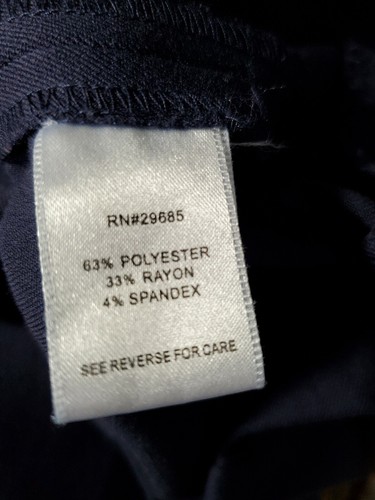 RN#29685
63% POLYESTER
33% RAYON
4% SPANDEX
SEE REVERSE FOR CARE